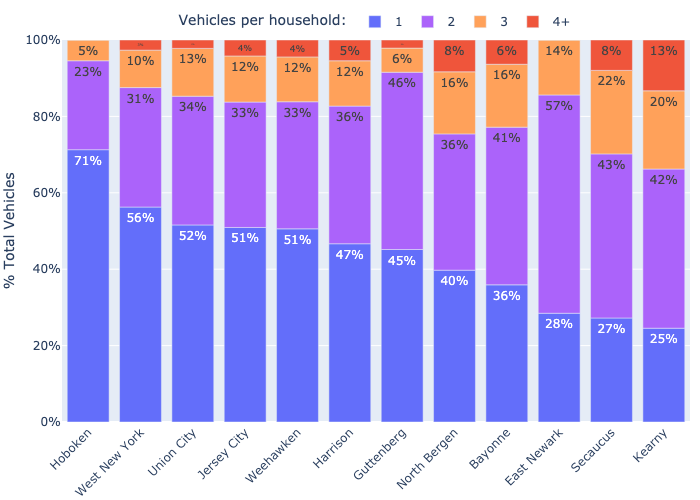 Vehicles per household: 1 2 3 4+
% Total Vehicles
100%
80%
60%
40%
20%
0%
5% 10% 13% 12% 12% 12% 6% 16% 16% 14% 22% 20%
4% 4% 5% 8% 6% 8% 13%
23% 31% 34% 33% 33% 36% 46% 36% 41% 57% 43% 42%
71% 56% 52% 51% 51% 47% 45% 40% 36% 28% 27% 25%
Hoboken
West New York
Union City
Jersey City
Weehawken
Harrison
Guttenberg
North Bergen
Bayonne
East Newark
Secaucus
Kearny